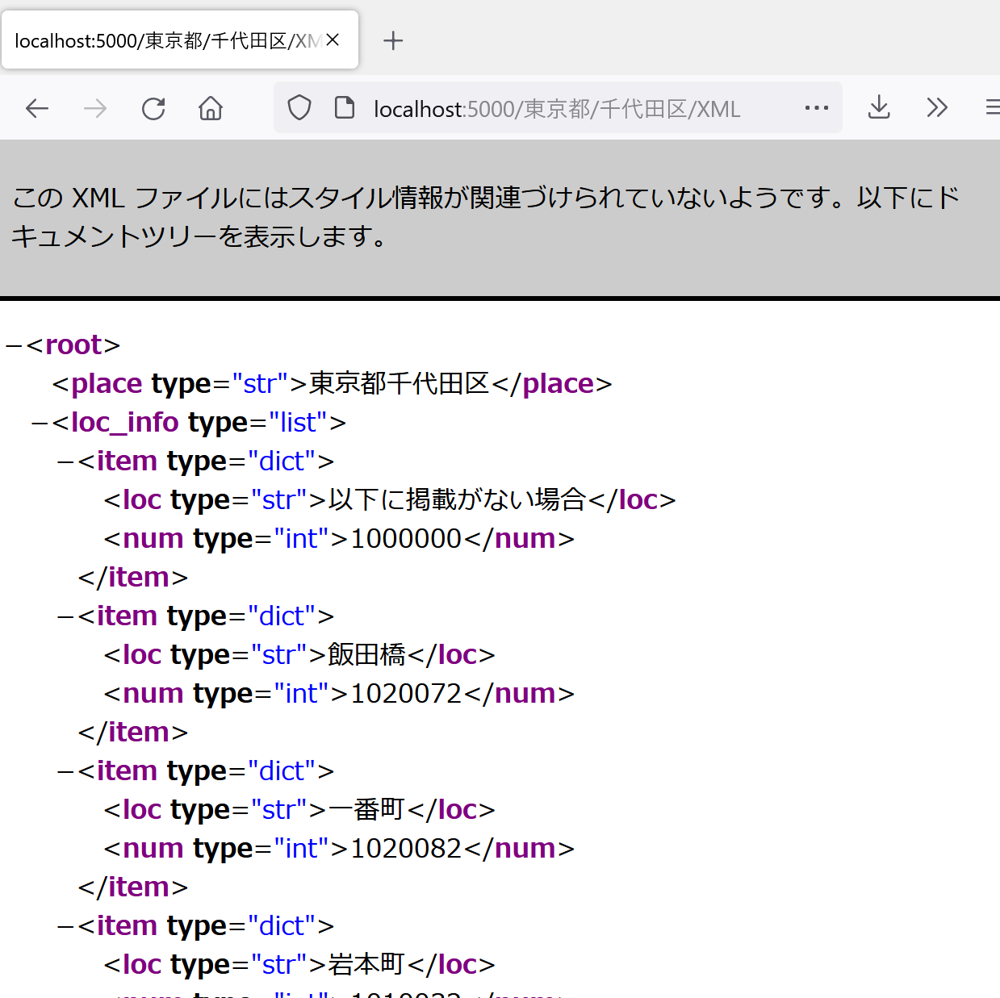 localhost:5000/東京都/千代田区/XM
localhost:5000/東京都/千代田区/XML
この XML ファイルにはスタイル情報が関連づけられていないようです。以下にド
キュメントツリーを表示します。
−<root>
<place type="str">東京都千代田区</place>
−<loc_info type="list">
−<item type="dict">
<loc type="str">以下に掲載がない場合</loc>
<num type="int">1000000</num>
</item>
−<item type="dict">
<loc type="str">飯田橋</loc>
<num type="int">1020072</num>
</item>
−<item type="dict">
<loc type="str">一番町</loc>
<num type="int">1020082</num>
</item>
−<item type="dict">
<loc type="str">岩本町</loc>